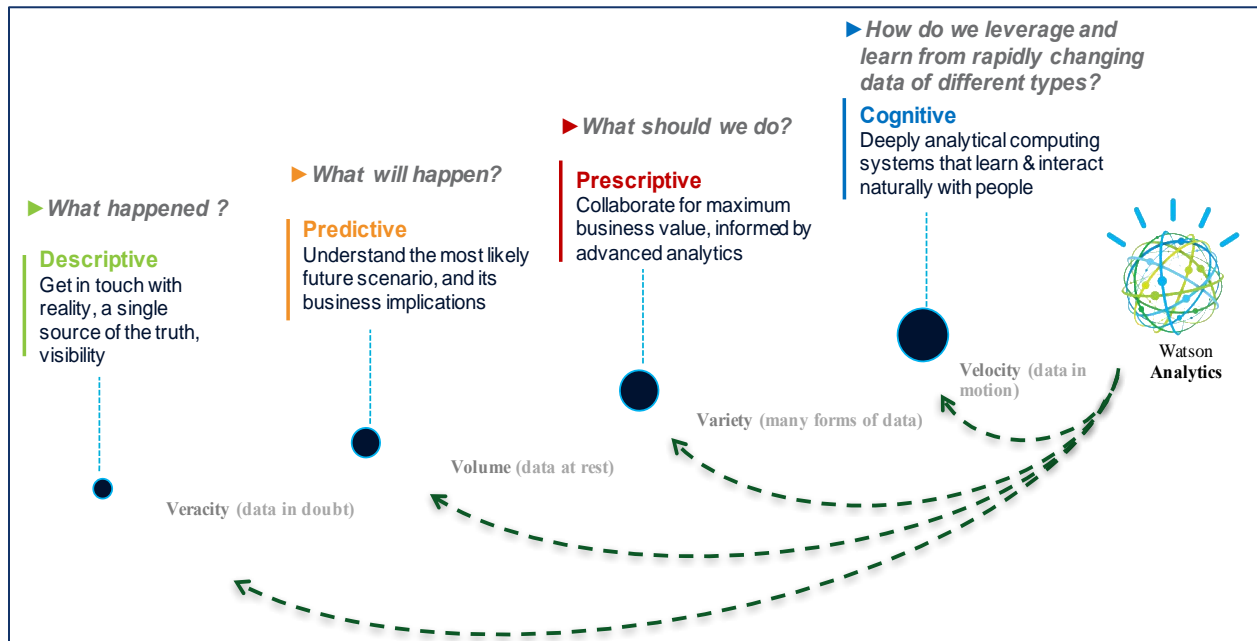 ►What happened ?
Descriptive
Get in touch with
reality, a single
source of the truth,
visibility
►What will happen?
Predictive
Understand the most likely
future scenario, and its
business implications
►What should we do?
Prescriptive
Collaborate for maximum
business value, informed by
advanced analytics
►How do we leverage and
learn from rapidly changing
data of different types?
Cognitive
Deeply analytical computing
systems that learn & interact
naturally with people
Watson
Analytics
Velocity (data in
motion)
Variety (many forms of data)
Volume (data at rest)
Veracity (data in doubt)